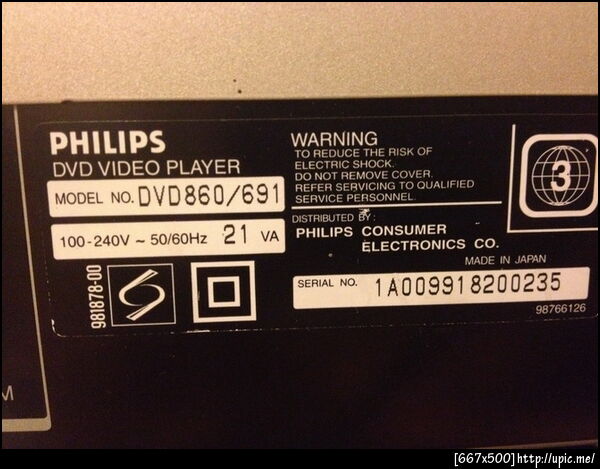 PHILIPS
DVD VIDEO PLAYER
MODEL NO. DVD860/691
100-240V ~ 50/60Hz 21 VA
981878-00
WARNING
TO REDUCE THE RISK OF
ELECTRIC SHOCK.
DO NOT REMOVE COVER.
REFER SERVICING TO QUALIFIED
SERVICE PERSONNEL.
DISTRIBUTED BY:
PHILIPS CONSUMER
ELECTRONICS CO.
MADE IN JAPAN
SERIAL NO. 1A009918200235
98766126
3
M
[667x500]http://upic.me/